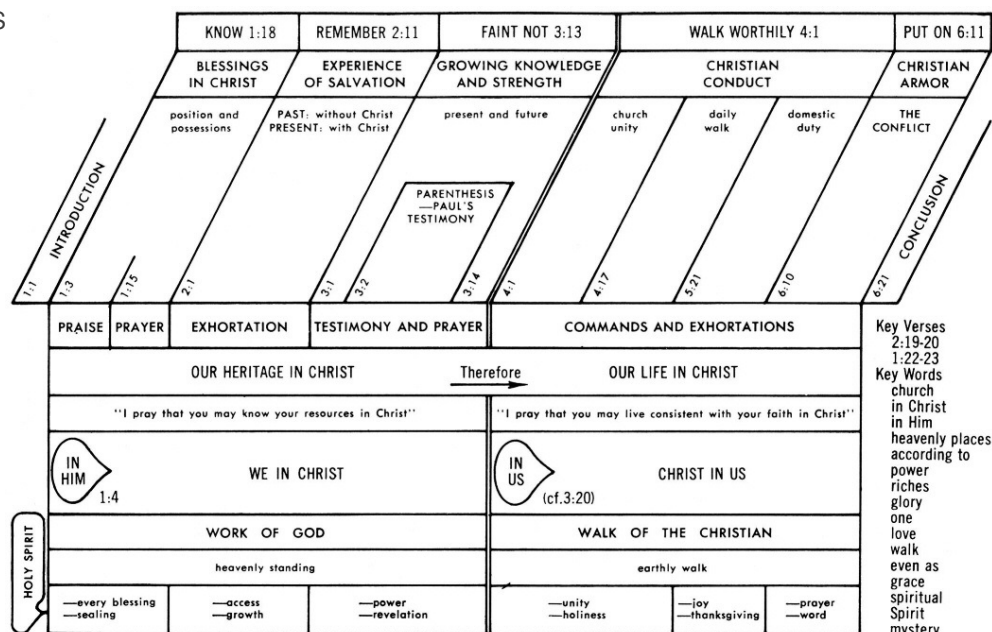 S
KNOW 1:18
REMEMBER 2:11
FAINT NOT 3:13
WALK WORTHILY 4:1
PUT ON 6:11
BLESSINGS
IN CHRIST
EXPERIENCE
OF SALVATION
GROWING KNOWLEDGE
AND STRENGTH
CHRISTIAN
CONDUCT
CHRISTIAN
ARMOR
position and
possessions
PAST: without Christ
PRESENT: with Christ
present and future
church
unity
daily
walk
domestic
duty
THE
CONFLICT
PARENTHESIS
—PAUL'S
TESTIMONY
INTRODUCTION
CONCLUSION
1:1
1:3
1:15
2:1
3:1
3:2
3:14
4:1
4:17
5:21
6:10
6:21
PRAISE
PRAYER
EXHORTATION
TESTIMONY AND PRAYER
COMMANDS AND EXHORTATIONS
OUR HERITAGE IN CHRIST
Therefore
OUR LIFE IN CHRIST
"I pray that you may know your resources in Christ"
"I pray that you may live consistent with your faith in Christ"
IN
HIM
1:4
WE IN CHRIST
IN
US
(cf.3:20)
CHRIST IN US
WORK OF GOD
WALK OF THE CHRISTIAN
heavenly standing
earthly walk
HOLY SPIRIT
—every blessing
—sealing
—access
—growth
—power
—revelation
—unity
—holiness
—joy
—thanksgiving
—prayer
—word
Key Verses
2:19-20
1:22-23
Key Words
church
in Christ
in Him
heavenly places
according to
power
riches
glory
one
love
walk
even as
grace
spiritual
Spirit
mystery